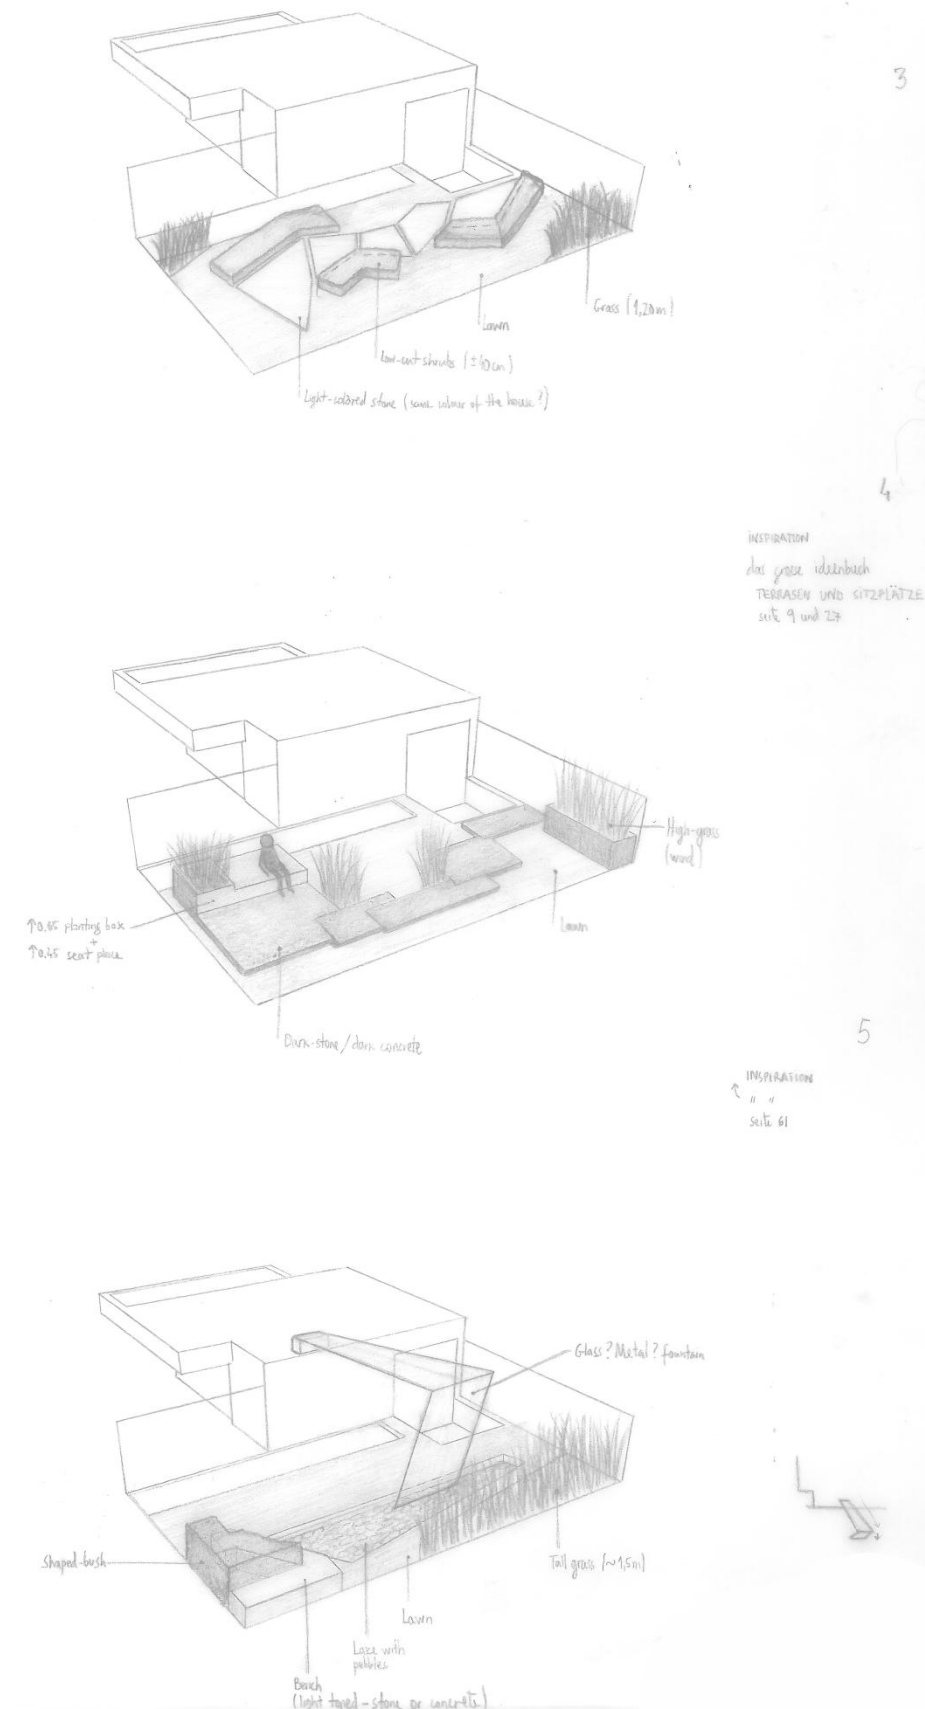 3
Grass (1,20m)
Lawn
Low-cut shrubs (±40cm)
Light-colored stone (same colour of the house?)
4
INSPIRATION
das grosse ideenbuch
TERRASEN UND SITZPLÄTZE
seite 9 und 27
High-grass
(wind)
↑0.65 planting box
+
↑0.45 seat place
Lawn
Dark-stone/dark concrete
5
INSPIRATION
↑ " "
seite 61
Glass? Metal? fountain
Shaped-bush
Tall grass (~1,5m)
Lawn
Lake with
pebbles
Bench
(light toned-stone or concrete)